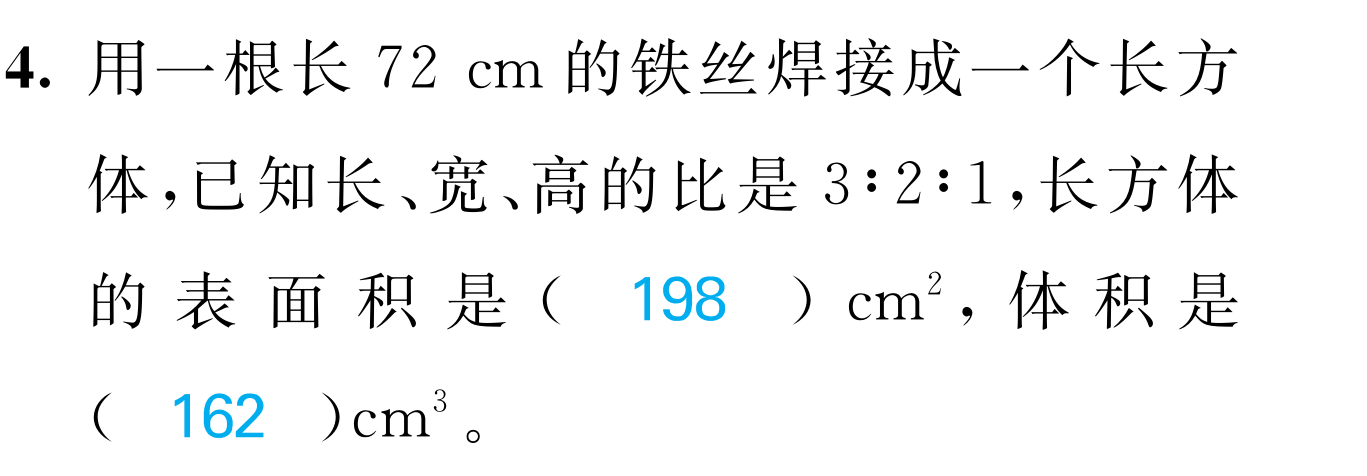 4. 用一根长 72 cm 的铁丝焊接成一个长方
体,已知长、宽、高的比是 3∶2∶1,长方体
的表面积是( 198 )cm², 体积是
( 162 )cm³。